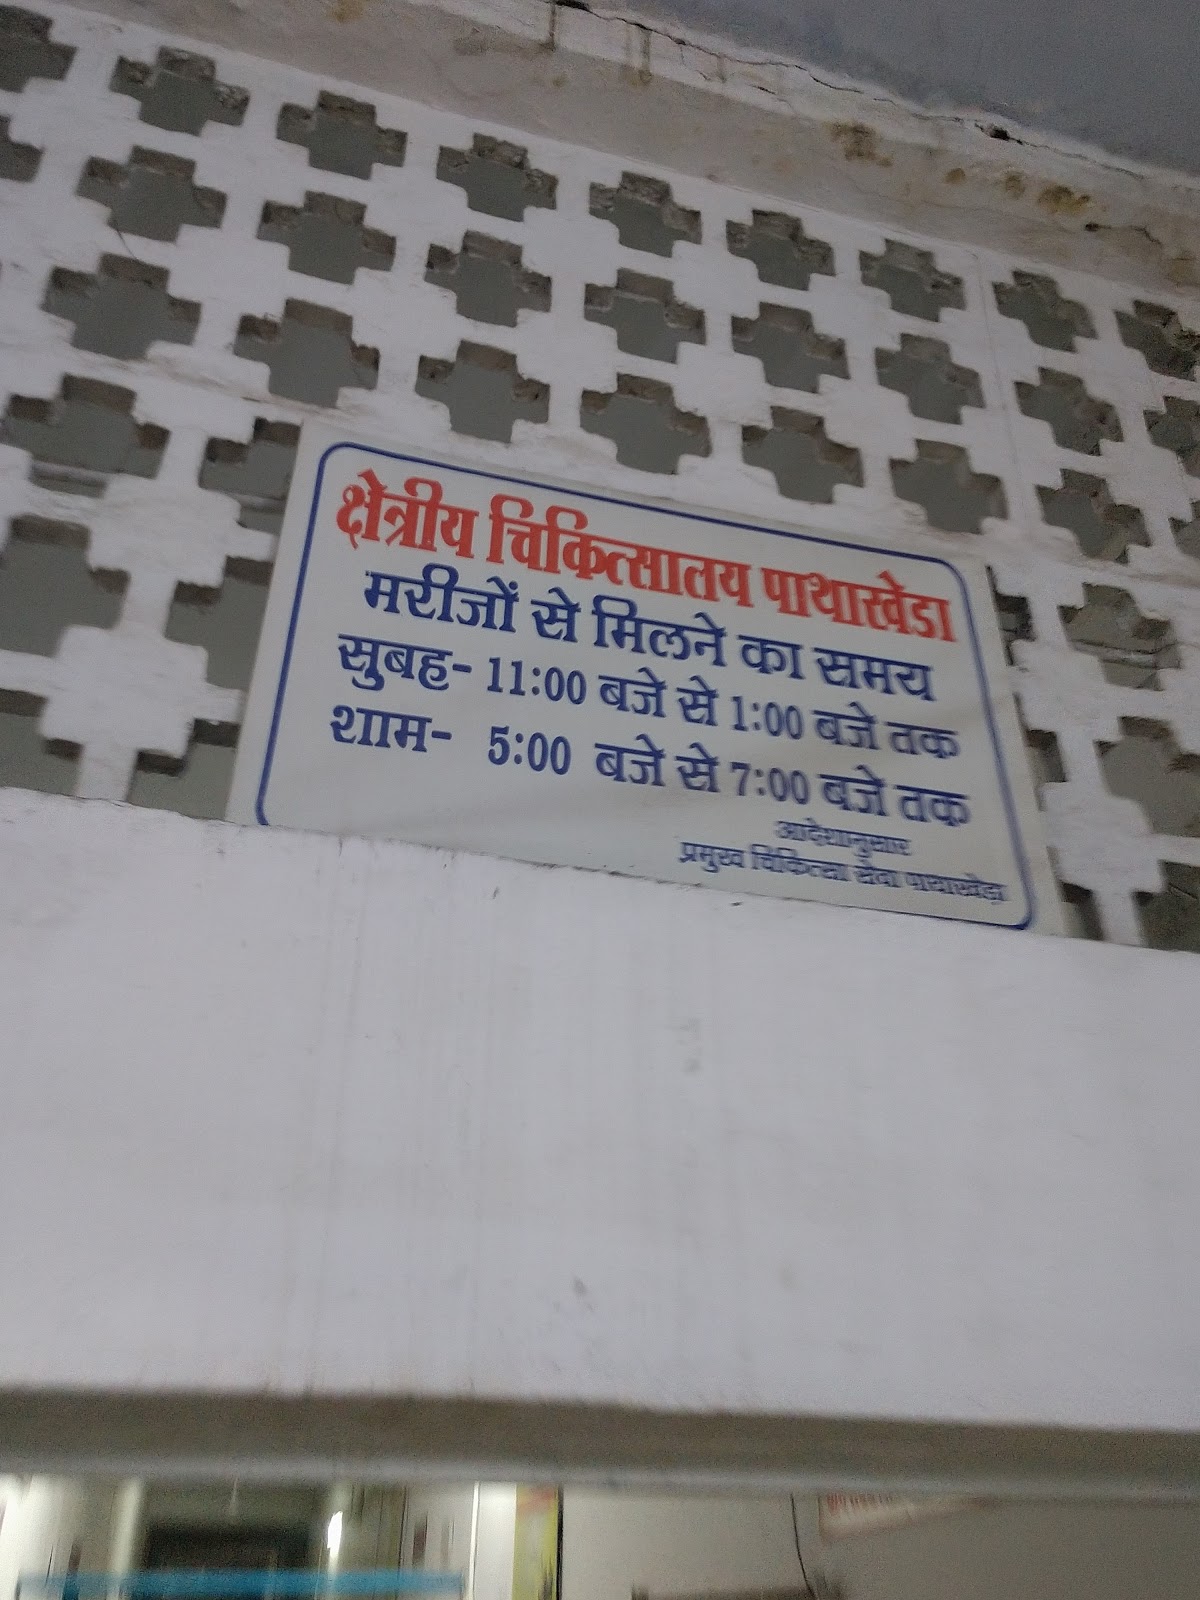 क्षेत्रीय चिकित्सालय पाथाखेडा
मरीजों से मिलने का समय
सुबह- 11:00 बजे से 1:00 बजे तक
शाम- 5:00 बजे से 7:00 बजे तक
आदेशानुसार
प्रमुख चिकित्सा सेवा पाथाखेडा